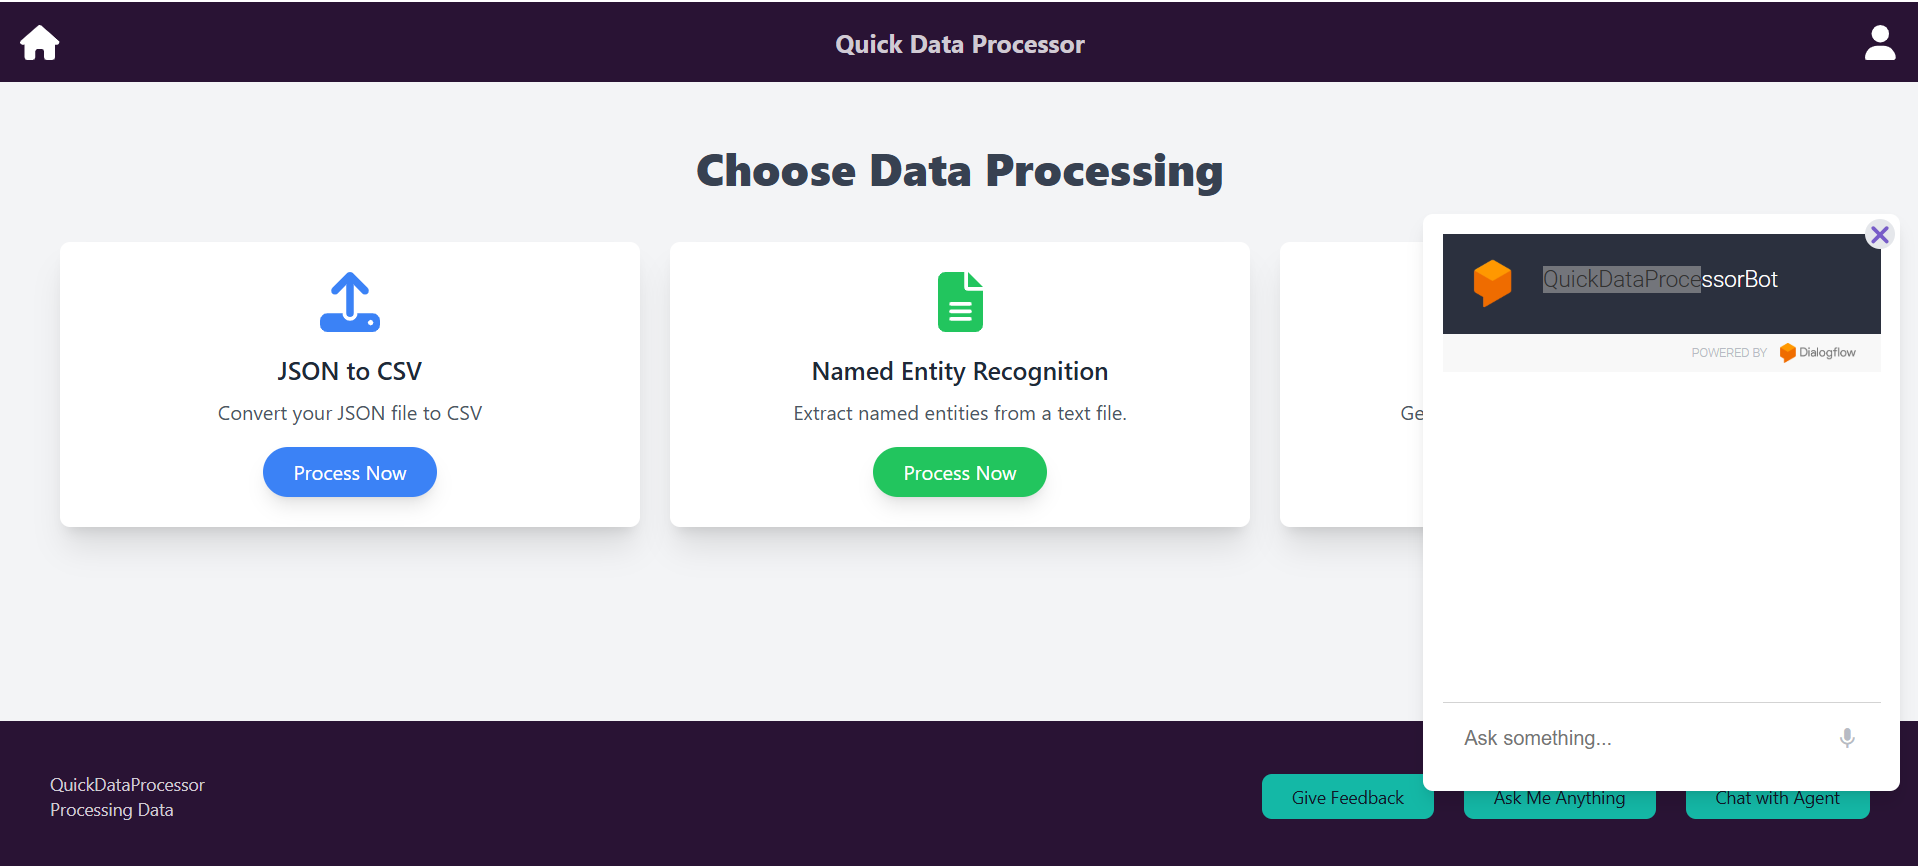 Quick Data Processor
Choose Data Processing
JSON to CSV
Convert your JSON file to CSV
Process Now
Named Entity Recognition
Extract named entities from a text file.
Process Now
Ge
QuickDataProcessorBot
POWERED BY Dialogflow
Ask something...
QuickDataProcessor
Processing Data
Give Feedback
Ask Me Anything
Chat with Agent